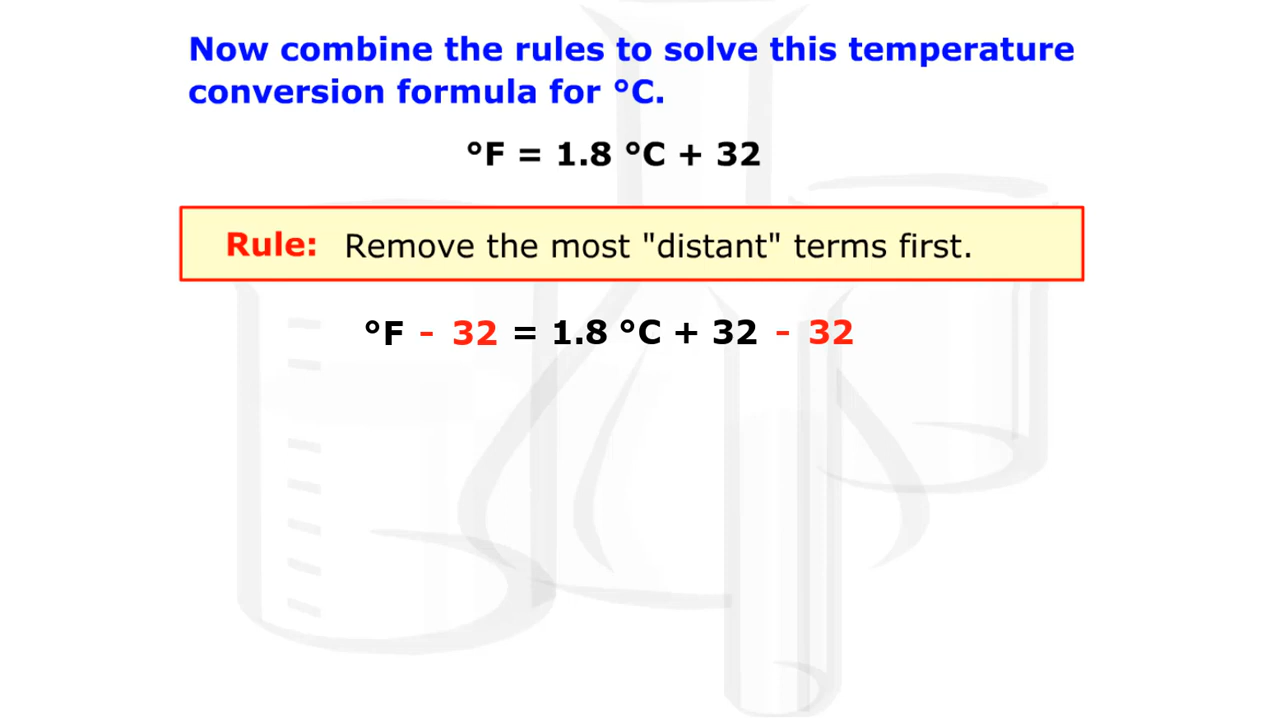 Now combine the rules to solve this temperature
conversion formula for °C.
°F = 1.8 °C + 32
Rule: Remove the most "distant" terms first.
°F - 32 = 1.8 °C + 32 - 32